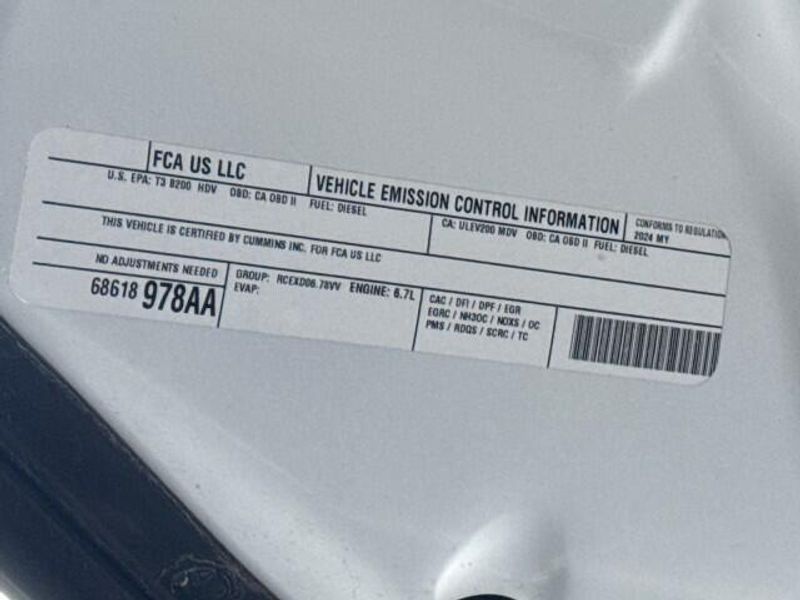 FCA US LLC
VEHICLE EMISSION CONTROL INFORMATION
CONFORMS TO REGULATION
2024 MY
U.S. EPA: T3 B200 HDV OBD: CA OBD II FUEL: DIESEL
CA: ULEV200 MDV OBD: CA OBD II FUEL: DIESEL
THIS VEHICLE IS CERTIFIED BY CUMMINS INC. FOR FCA US LLC
NO ADJUSTMENTS NEEDED
68618 978AA
GROUP: RCEXD06.78VV ENGINE: 6.7L
EVAP:
CAC / DFI / DPF / EGR
EGRC / NH3OC / NOXS / OC
PMS / RDQS / SCRC / TC